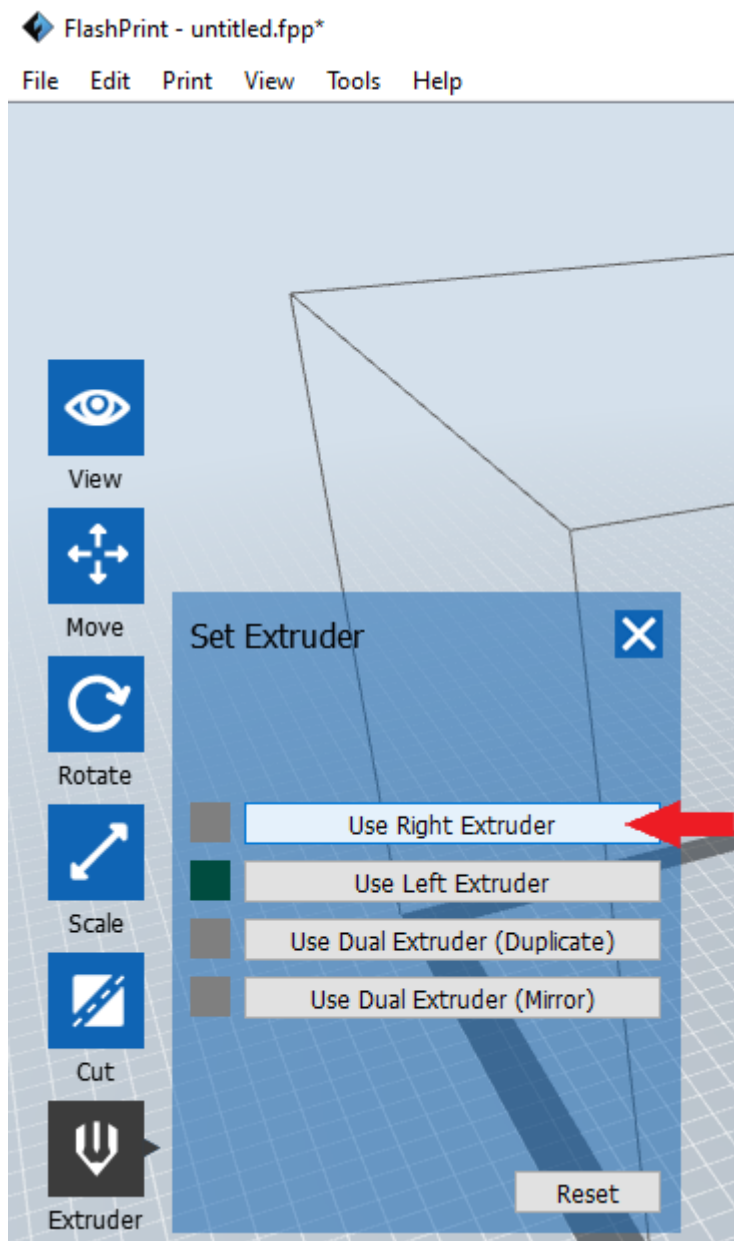 FlashPrint - untitled.fpp*
File Edit Print View Tools Help
View
Move
Rotate
Scale
Cut
Extruder
Set Extruder
Use Right Extruder
Use Left Extruder
Use Dual Extruder (Duplicate)
Use Dual Extruder (Mirror)
Reset